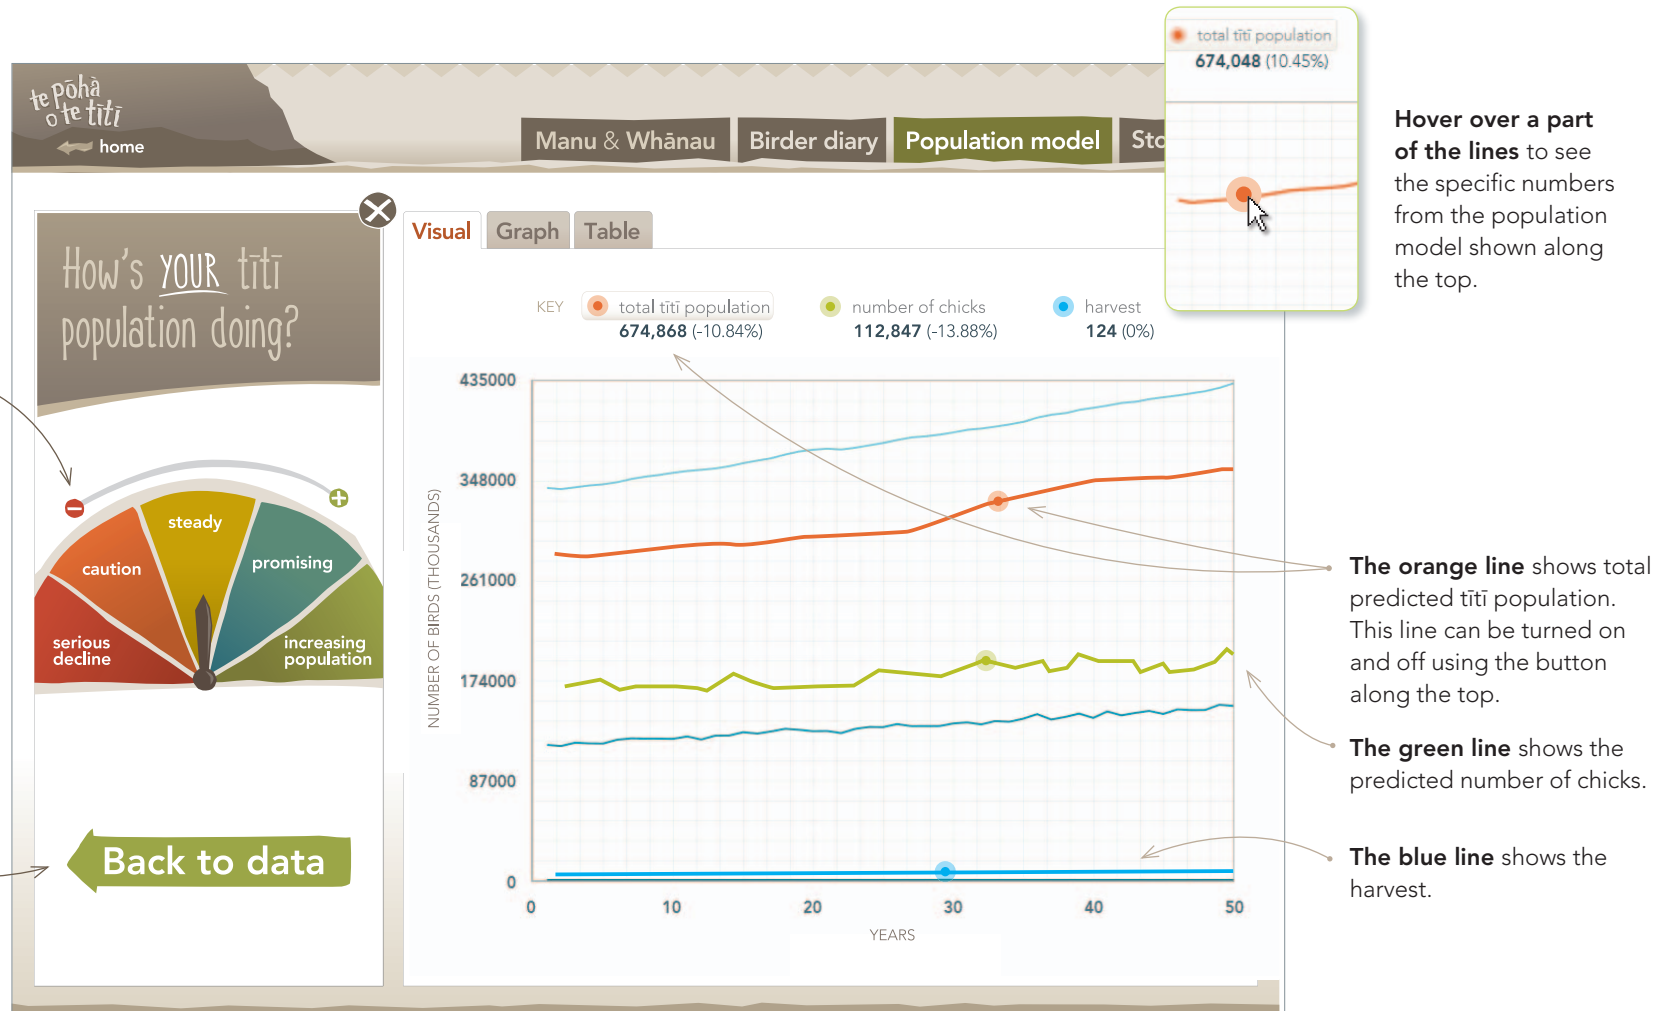 te pōhā
o te tītī
home
Manu & Whānau
Birder diary
Population model
Sto
total tītī population
674,048 (10.45%)
Hover over a part
of the lines to see
the specific numbers
from the population
model shown along
the top.
How's YOUR tītī
population doing?
Visual
Graph
Table
KEY
total tītī population
674,868 (-10.84%)
number of chicks
112,847 (-13.88%)
harvest
124 (0%)
435000
348000
261000
174000
87000
0
NUMBER OF BIRDS (THOUSANDS)
0
10
20
30
40
50
YEARS
serious
decline
caution
steady
promising
increasing
population
Back to data
The orange line shows total
predicted tītī population.
This line can be turned on
and off using the button
along the top.
The green line shows the
predicted number of chicks.
The blue line shows the
harvest.